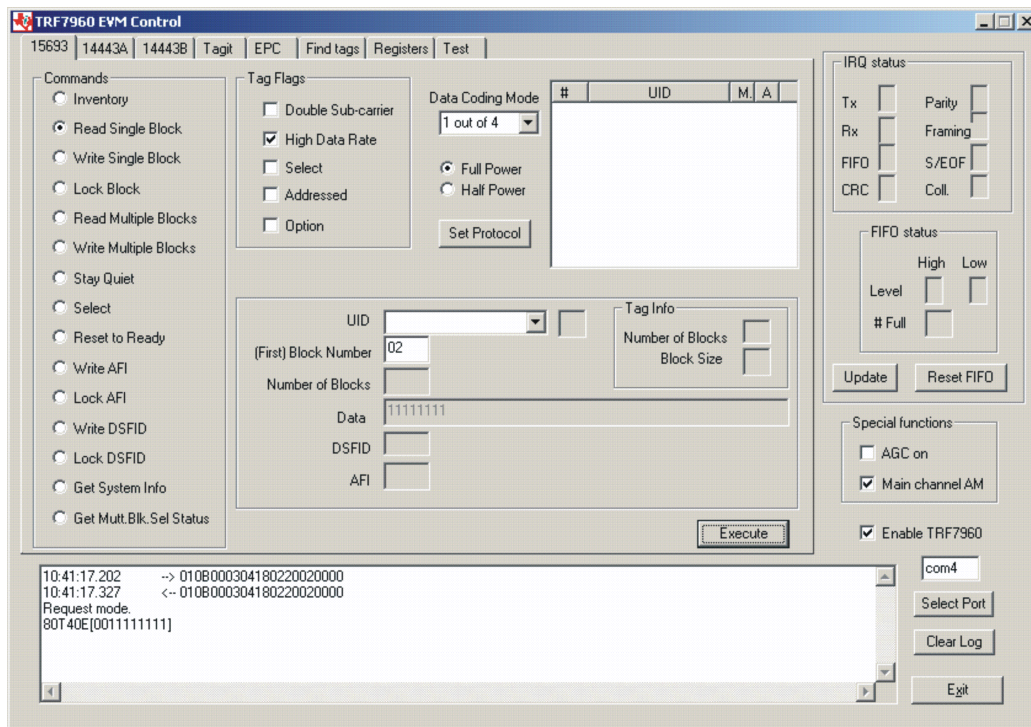 TRF7960 EVM Control
15693 14443A 14443B Tagit EPC Find tags Registers Test
Commands
Inventory
Read Single Block
Write Single Block
Lock Block
Read Multiple Blocks
Write Multiple Blocks
Stay Quiet
Select
Reset to Ready
Write AFI
Lock AFI
Write DSFID
Lock DSFID
Get System Info
Get Mutt.Blk.Sel Status
Tag Flags
Double Sub-carrier
High Data Rate
Select
Addressed
Option
Data Coding Mode
1 out of 4
Full Power
Half Power
Set Protocol
# UID M. A
UID
(First) Block Number 02
Number of Blocks
Data 11111111
DSFID
AFI
Tag Info
Number of Blocks
Block Size
Execute
IRQ status
Tx Parity
Rx Framing
FIFO S/EOF
CRC Coll.
FIFO status
High Low
Level
# Full
Update Reset FIFO
Special functions
AGC on
Main channel AM
Enable TRF7960
com4
Select Port
Clear Log
Exit
10:41:17.202 --> 010B000304180220020000
10:41:17.327 <-- 010B000304180220020000
Request mode.
80T40E[0011111111]